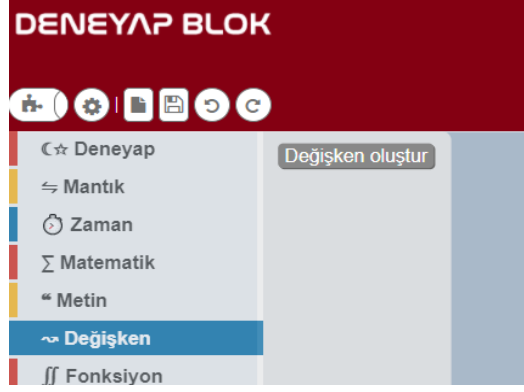 DENEYAP BLOK
Deneyap
Değişken oluştur
Mantık
Zaman
∑ Matematik
❝ Metin
Değişken
∫∫ Fonksiyon